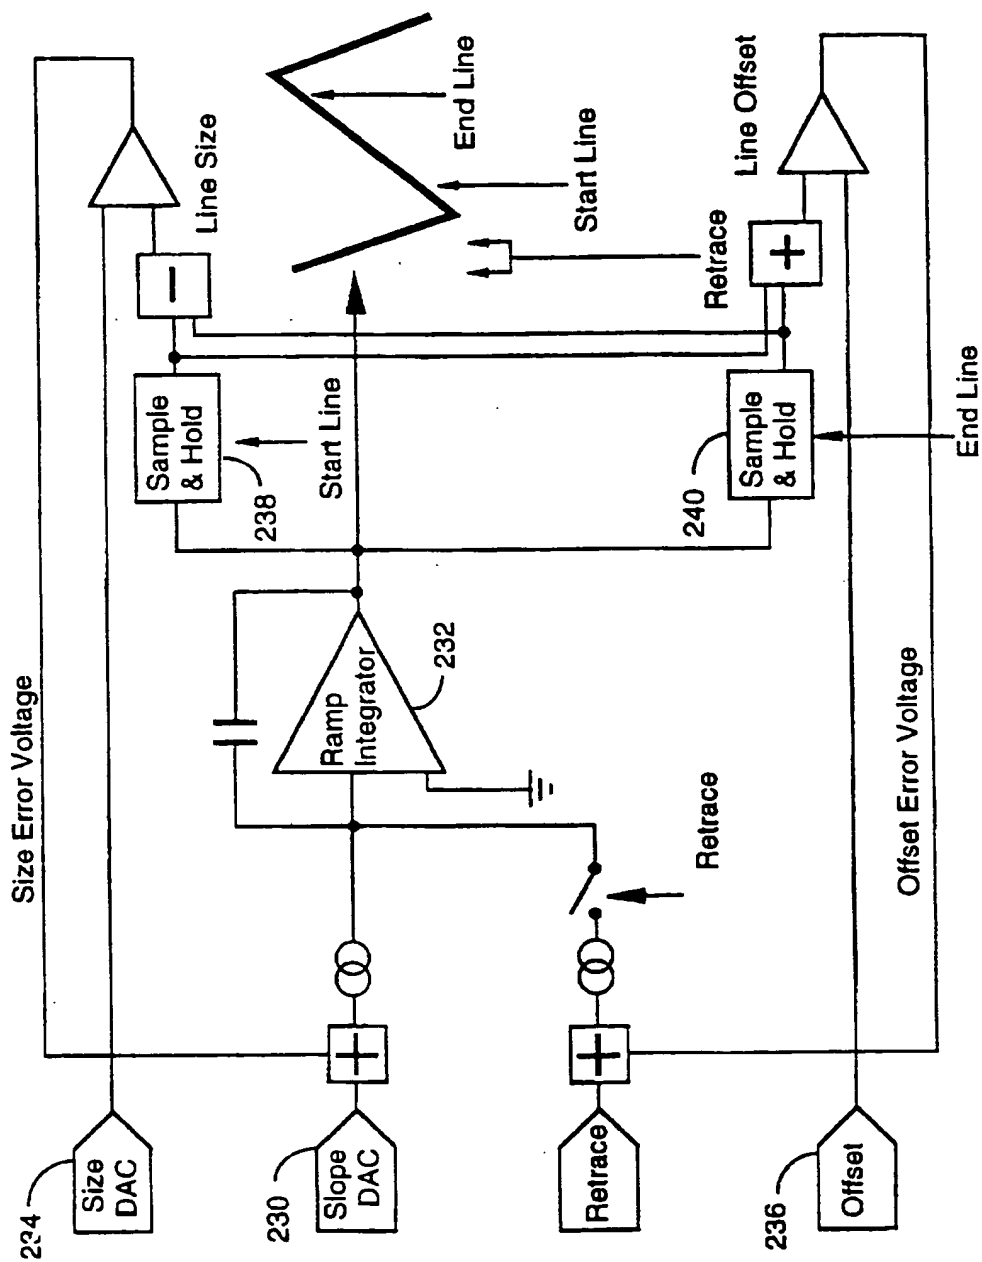 Size Error Voltage
234
Size
DAC
Line Size
Sample
& Hold
238
Start Line
230
Slope
DAC
Ramp
Integrator
232
End Line
Start Line
Retrace
Retrace
Retrace
240
Sample
& Hold
Line Offset
236
Offset
Offset Error Voltage
End Line